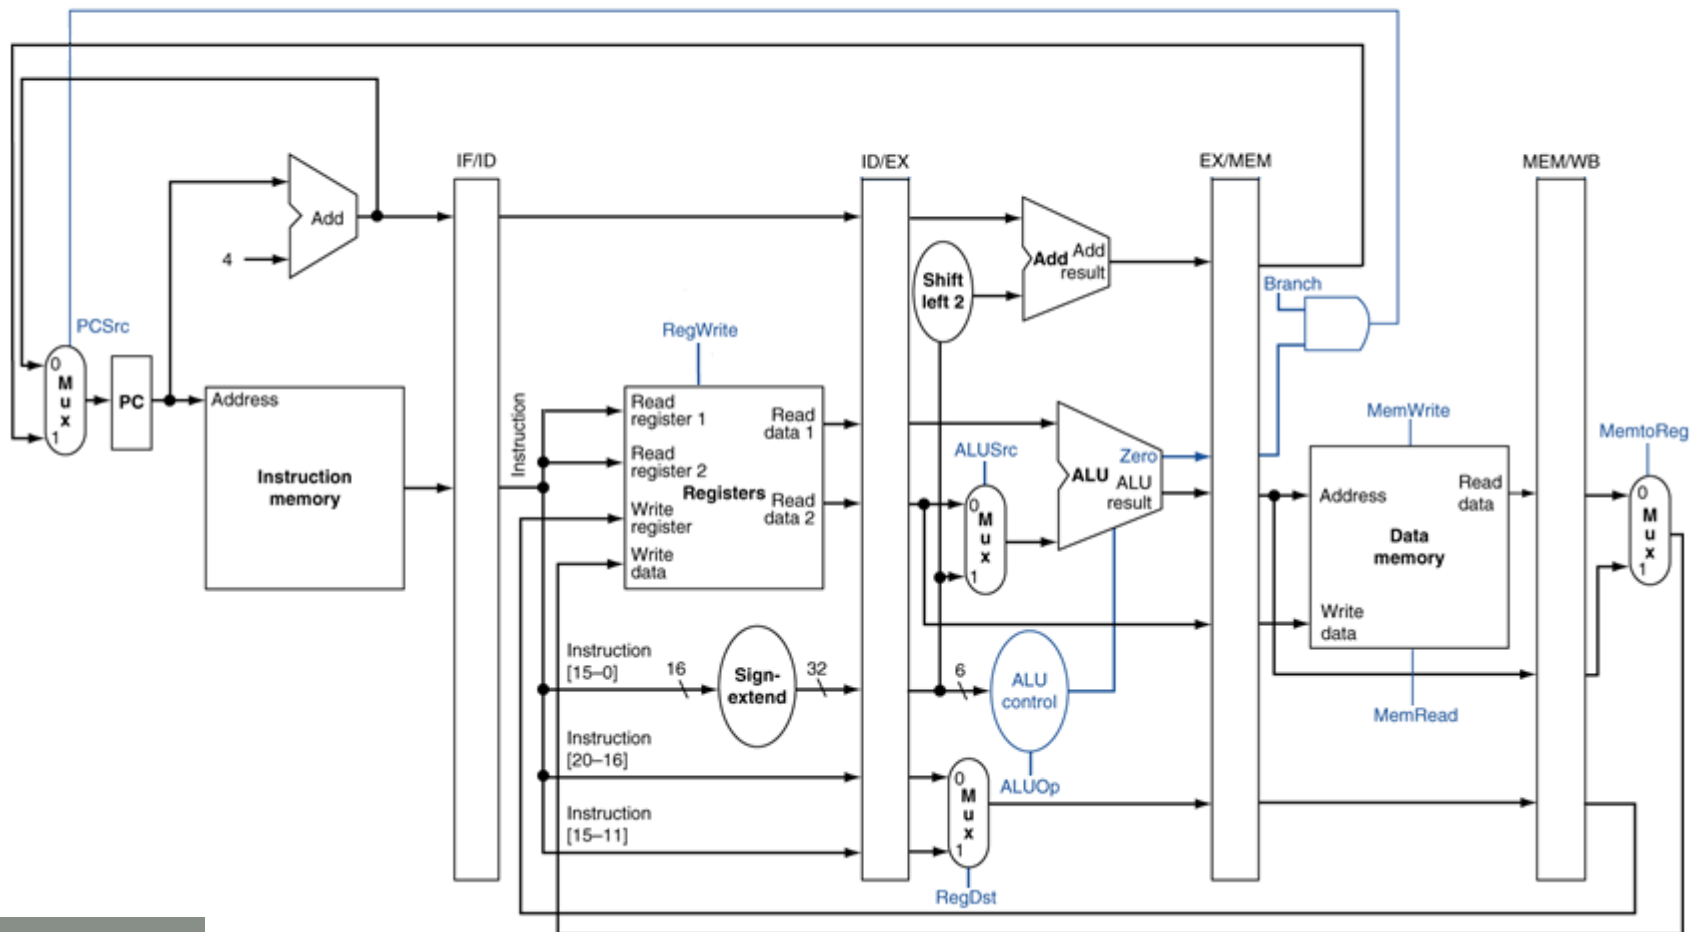 IF/ID
ID/EX
EX/MEM
MEM/WB
Add
4
Add
Add
result
Shift
left 2
Branch
PCSrc
RegWrite
0
M
u
x
1
PC
Address
Instruction
memory
Instruction
Read
register 1
Read
register 2
Write
register
Write
data
Registers
Read
data 1
Read
data 2
ALUSrc
0
M
u
x
1
Zero
ALU
ALU
result
MemWrite
Address
Read
data
Data
memory
Write
data
MemRead
MemtoReg
0
M
u
x
1
Instruction
[15–0]
16
Sign-
extend
32
6
ALU
control
ALUOp
Instruction
[20–16]
Instruction
[15–11]
0
M
u
x
1
RegDst